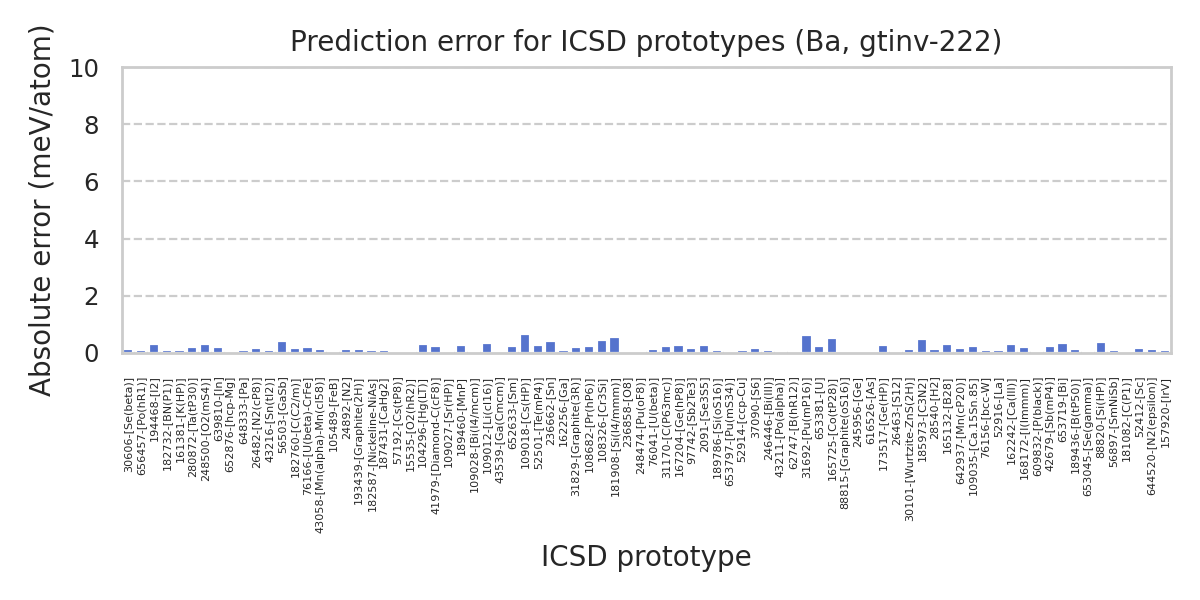 Prediction error for ICSD prototypes (Ba, gtinv-222)
Absolute error (meV/atom)
10
8
6
4
2
0
30606-[Se(beta)]
656457-[Po(hR1)]
194468-[I2]
182732-[BN(P1)]
161381-[K(HP)]
280872-[Ta(tP30)]
248500-[O2(mS4)]
639810-[In]
652876-[hcp-Mg]
648333-[Pa]
26482-[N2(cP8)]
43216-[Sn(tI2)]
56503-[GaSb]
182760-[C(C2/m)]
76166-[U(beta)-CrFe]
43058-[Mn(alpha)-Mn(cI58)]
105489-[FeB]
24892-[N2]
193439-[Graphite(2H)]
182587-[Nickeline-NiAs]
187431-[CaHg2]
57192-[Cs(tP8)]
15535-[O2(hR2)]
104296-[Hg(LT)]
41979-[Diamond-C(cF8)]
109027-[Sr(HP)]
189460-[MnP]
109028-[Bi(I4/mcm)]
109012-[Li(cI16)]
43539-[Ga(Cmcm)]
652633-[Sm]
109018-[Cs(HP)]
52501-[Te(mP4)]
236662-[Sn]
162256-[Ga]
31829-[Graphite(3R)]
108682-[Pr(hP6)]
108326-[Cr3Si]
181908-[Si(I4/mmm)]
236858-[O8]
248474-[Pu(oF8)]
76041-[U(beta)]
31170-[C(P63mc)]
167204-[Ge(hP8)]
97742-[Sb2Te3]
2091-[Se3S5]
189786-[Si(oS16)]
653797-[Pu(mS34)]
52914-[ccp-Cu]
37090-[S6]
246446-[Bi(III)]
43211-[Po(alpha)]
62747-[B(hR12)]
31692-[Pu(mP16)]
653381-[U]
165725-[Co(tP28)]
88815-[Graphite(oS16)]
245956-[Ge]
616526-[As]
173517-[Ge(HP)]
26463-[S12]
30101-[Wurtzite-ZnS(2H)]
185973-[C3N2]
28540-[H2]
165132-[B28]
642937-[Mn(cP20)]
109035-[Ca.15Sn.85]
76156-[bcc-W]
52916-[La]
162242-[Ca(III)]
168172-[I(Immm)]
609832-[P(black)]
42679-[Sb(mP4)]
653719-[Bi]
189436-[B(tP50)]
653045-[Se(gamma)]
88820-[Si(HP)]
56897-[SmNiSb]
181082-[C(P1)]
52412-[Sc]
644520-[N2(epsilon)]
157920-[IrV]
ICSD prototype